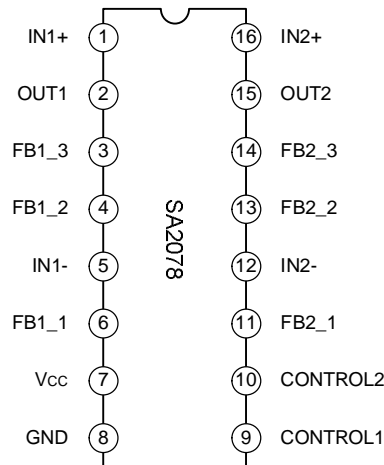 IN1+ 1 16 IN2+
OUT1 2 15 OUT2
FB1_3 3 14 FB2_3
FB1_2 4 13 FB2_2
SA2078
IN1- 5 12 IN2-
FB1_1 6 11 FB2_1
VCC 7 10 CONTROL2
GND 8 9 CONTROL1